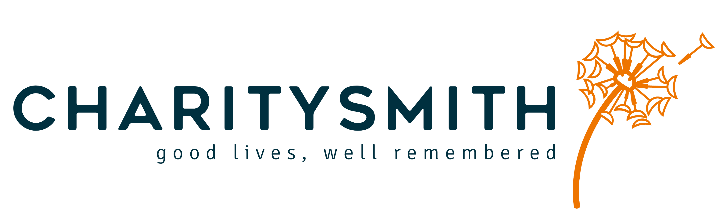 CHARITYSMITH
good lives, well remembered